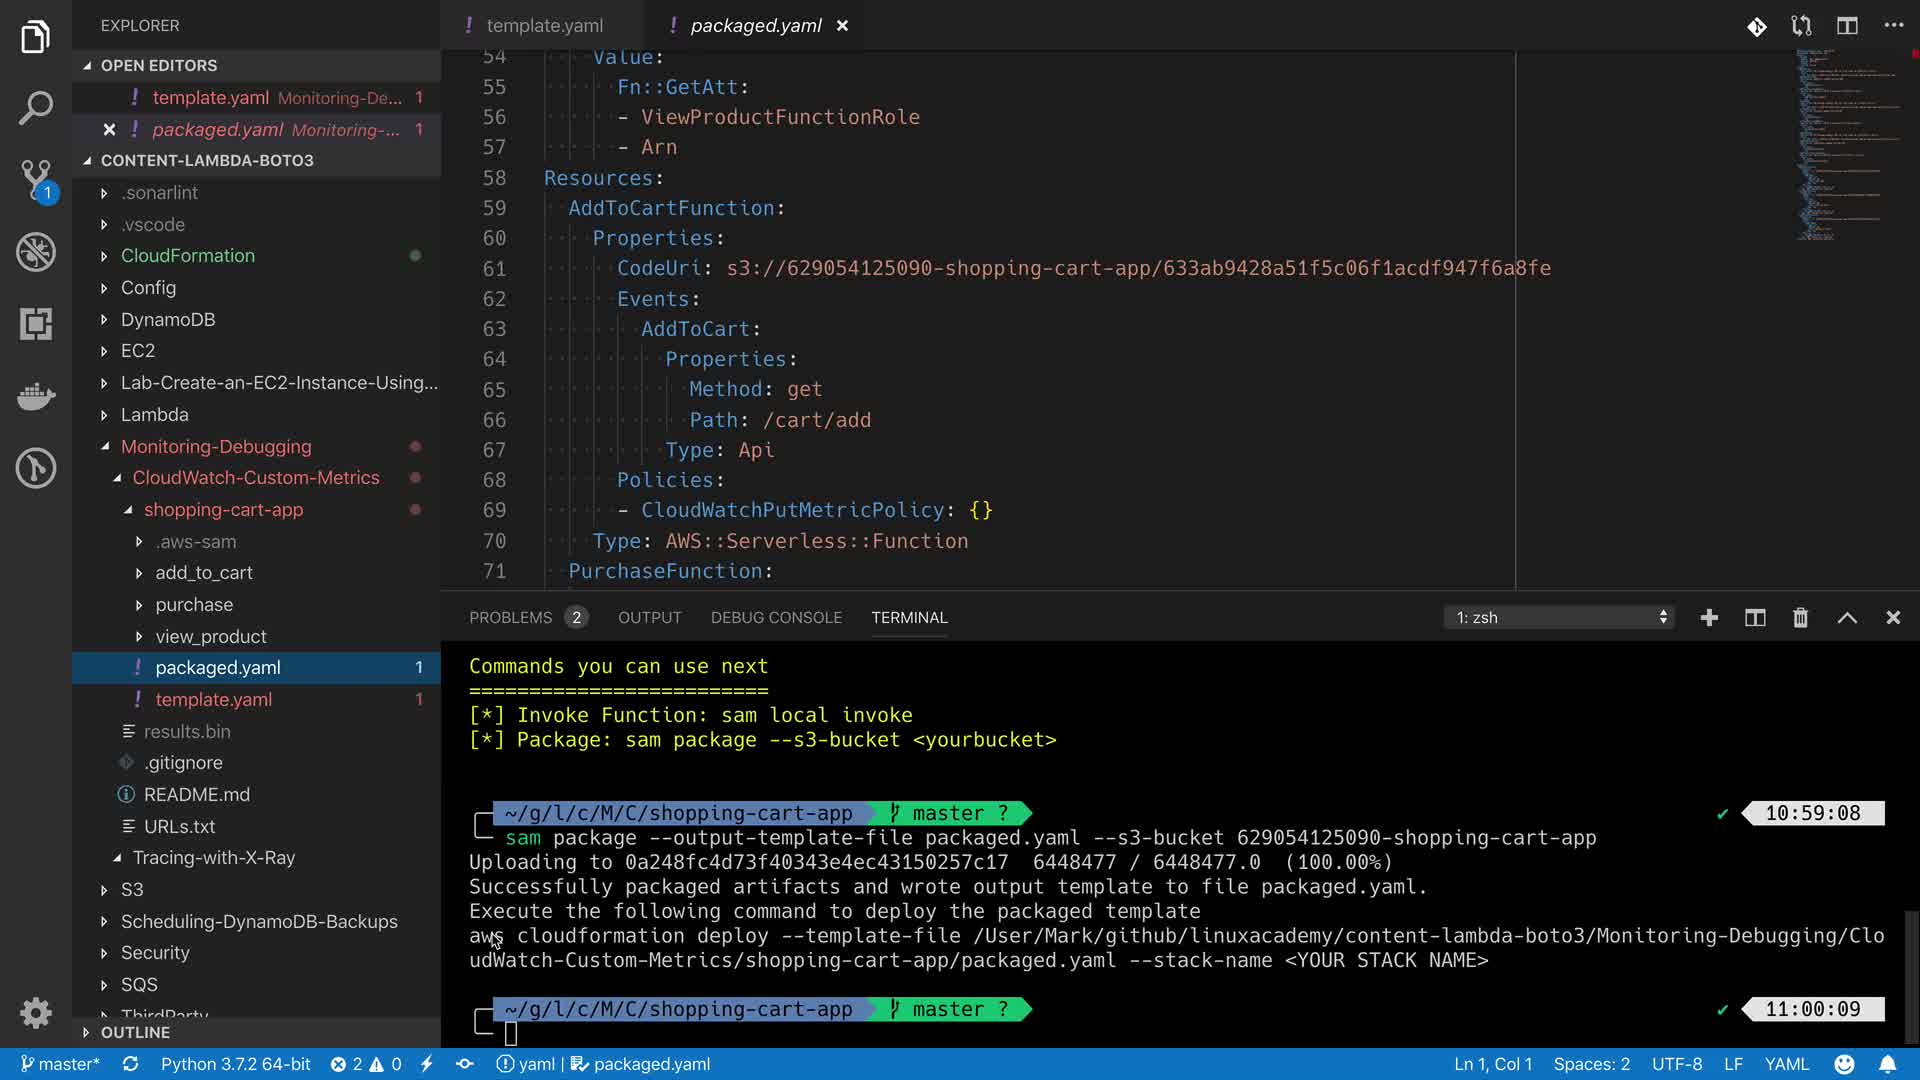 EXPLORER
OPEN EDITORS
template.yaml Monitoring-De... 1
packaged.yaml Monitoring-... 1
CONTENT-LAMBDA-BOTO3
.sonarlint
.vscode
CloudFormation
Config
DynamoDB
EC2
Lab-Create-an-EC2-Instance-Using...
Lambda
Monitoring-Debugging
CloudWatch-Custom-Metrics
shopping-cart-app
.aws-sam
add_to_cart
purchase
view_product
packaged.yaml 1
template.yaml 1
results.bin
.gitignore
README.md
URLs.txt
Tracing-with-X-Ray
S3
Scheduling-DynamoDB-Backups
Security
SQS
ThirdParty
OUTLINE
1
! template.yaml ! packaged.yaml
54 Value:
55 Fn::GetAtt:
56 - ViewProductFunctionRole
57 - Arn
58 Resources:
59 AddToCartFunction:
60 Properties:
61 CodeUri: s3://629054125090-shopping-cart-app/633ab9428a51f5c06f1acdf947f6a8fe
62 Events:
63 AddToCart:
64 Properties:
65 Method: get
66 Path: /cart/add
67 Type: Api
68 Policies:
69 - CloudWatchPutMetricPolicy: {}
70 Type: AWS::Serverless::Function
71 PurchaseFunction:
PROBLEMS 2 OUTPUT DEBUG CONSOLE TERMINAL 1: zsh
Commands you can use next
=========================
[*] Invoke Function: sam local invoke
[*] Package: sam package --s3-bucket <yourbucket>
~/g/l/c/M/C/shopping-cart-app master ? ✔ 10:59:08
sam package --output-template-file packaged.yaml --s3-bucket 629054125090-shopping-cart-app
Uploading to 0a248fc4d73f40343e4ec43150257c17 6448477 / 6448477.0 (100.00%)
Successfully packaged artifacts and wrote output template to file packaged.yaml.
Execute the following command to deploy the packaged template
aws cloudformation deploy --template-file /User/Mark/github/linuxacademy/content-lambda-boto3/Monitoring-Debugging/Clo
udWatch-Custom-Metrics/shopping-cart-app/packaged.yaml --stack-name <YOUR STACK NAME>
~/g/l/c/M/C/shopping-cart-app master ? ✔ 11:00:09
master* Python 3.7.2 64-bit 2 0 yaml | packaged.yaml Ln 1, Col 1 Spaces: 2 UTF-8 LF YAML